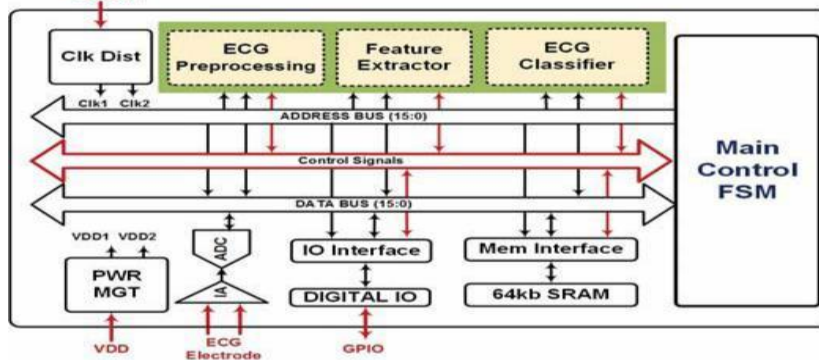 Clk Dist
ECG
Preprocessing
Feature
Extractor
ECG
Classifier
Clk1 Clk2
ADDRESS BUS (15:0)
Control Signals
DATA BUS (15:0)
Main
Control
FSM
VDD1 VDD2
PWR
MGT
VDD
ADC
IA
ECG
Electrode
IO Interface
DIGITAL IO
GPIO
Mem Interface
64kb SRAM